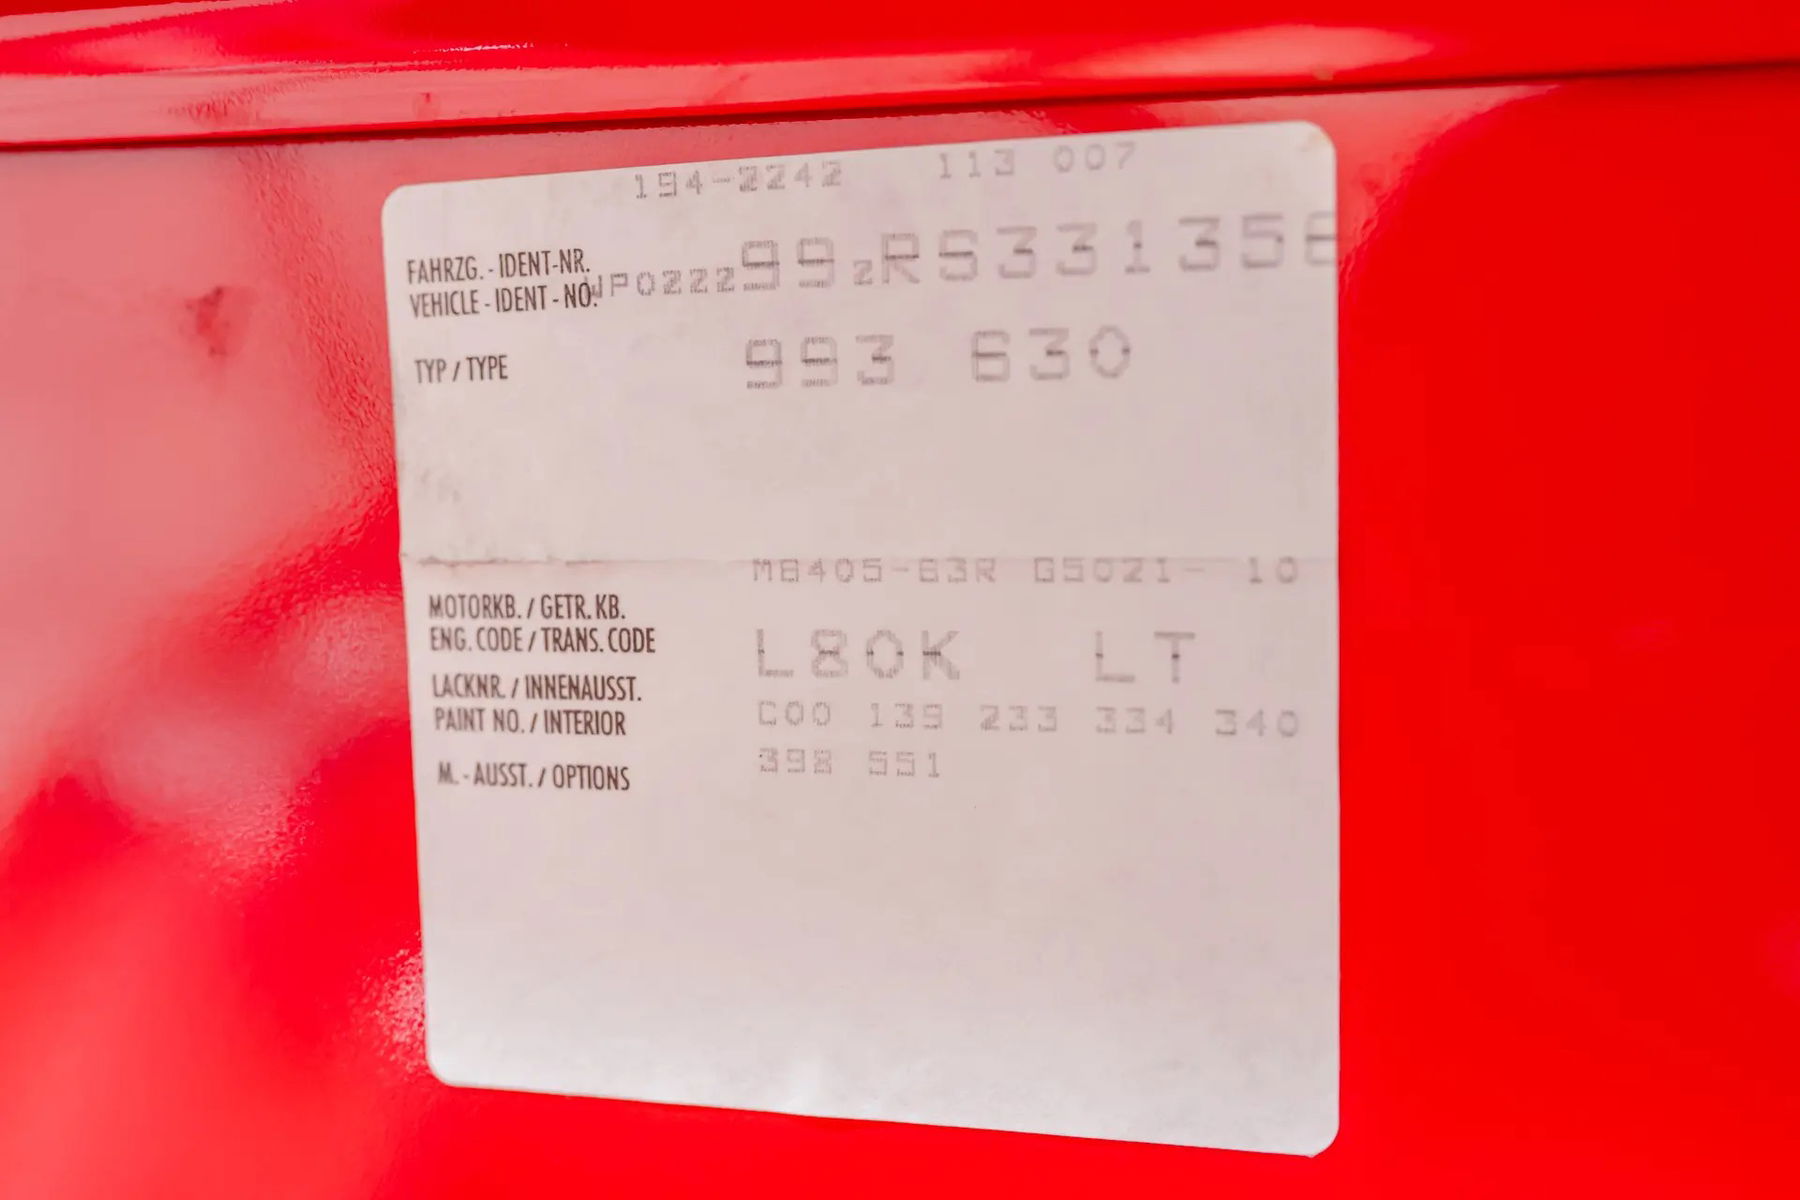 194-2242 113 007
FAHRZG. - IDENT-NR.
VEHICLE - IDENT - NO. WP0ZZZ99ZRS331358
TYP / TYPE 993 630
M6405-63R G5021- 10
MOTORKB. / GETR. KB.
ENG. CODE / TRANS. CODE L80K LT
LACKNR. / INNENAUSST.
PAINT NO. / INTERIOR C00 139 233 334 340
M. - AUSST. / OPTIONS 398 551